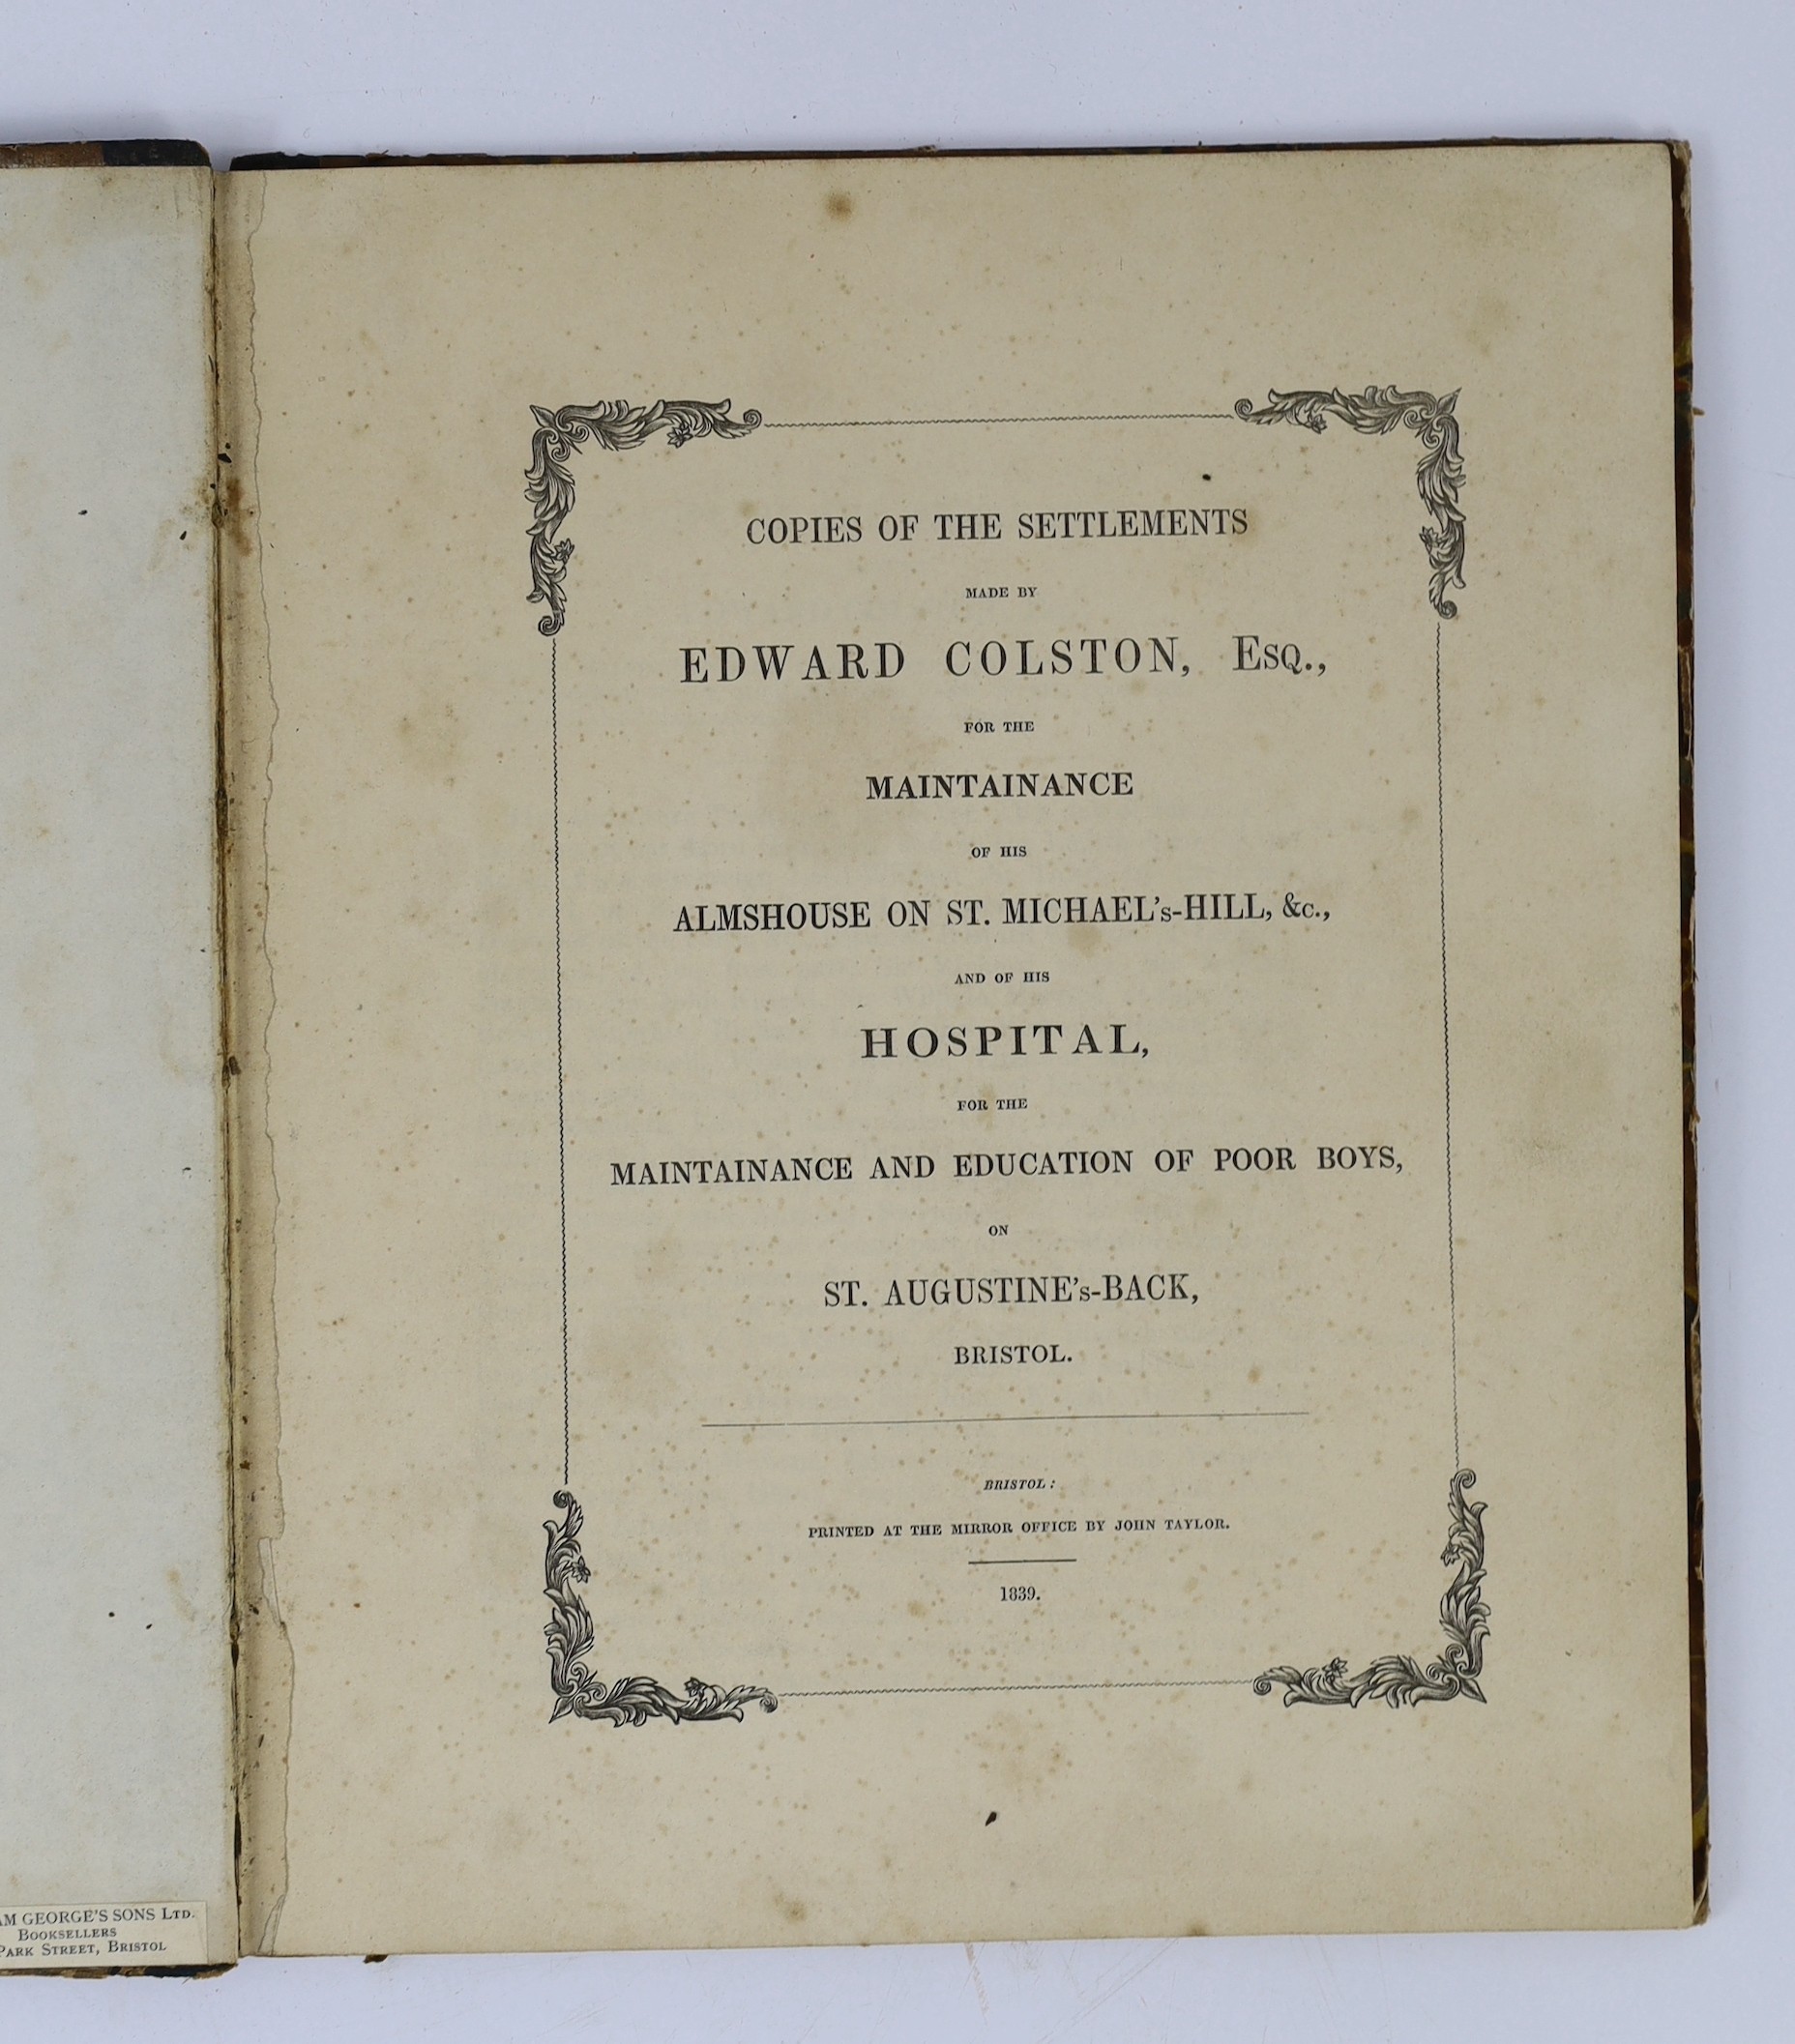 COPIES OF THE SETTLEMENTS
MADE BY
EDWARD COLSTON, ESQ.,
FOR THE
MAINTAINANCE
OF HIS
ALMSHOUSE ON ST. MICHAEL's-HILL, &c.,
AND OF HIS
HOSPITAL,
FOR THE
MAINTAINANCE AND EDUCATION OF POOR BOYS,
ON
ST. AUGUSTINE's-BACK,
BRISTOL.
BRISTOL:
PRINTED AT THE MIRROR OFFICE BY JOHN TAYLOR.
1839.
AM GEORGE'S SONS LTD.
BOOKSELLERS
PARK STREET, BRISTOL